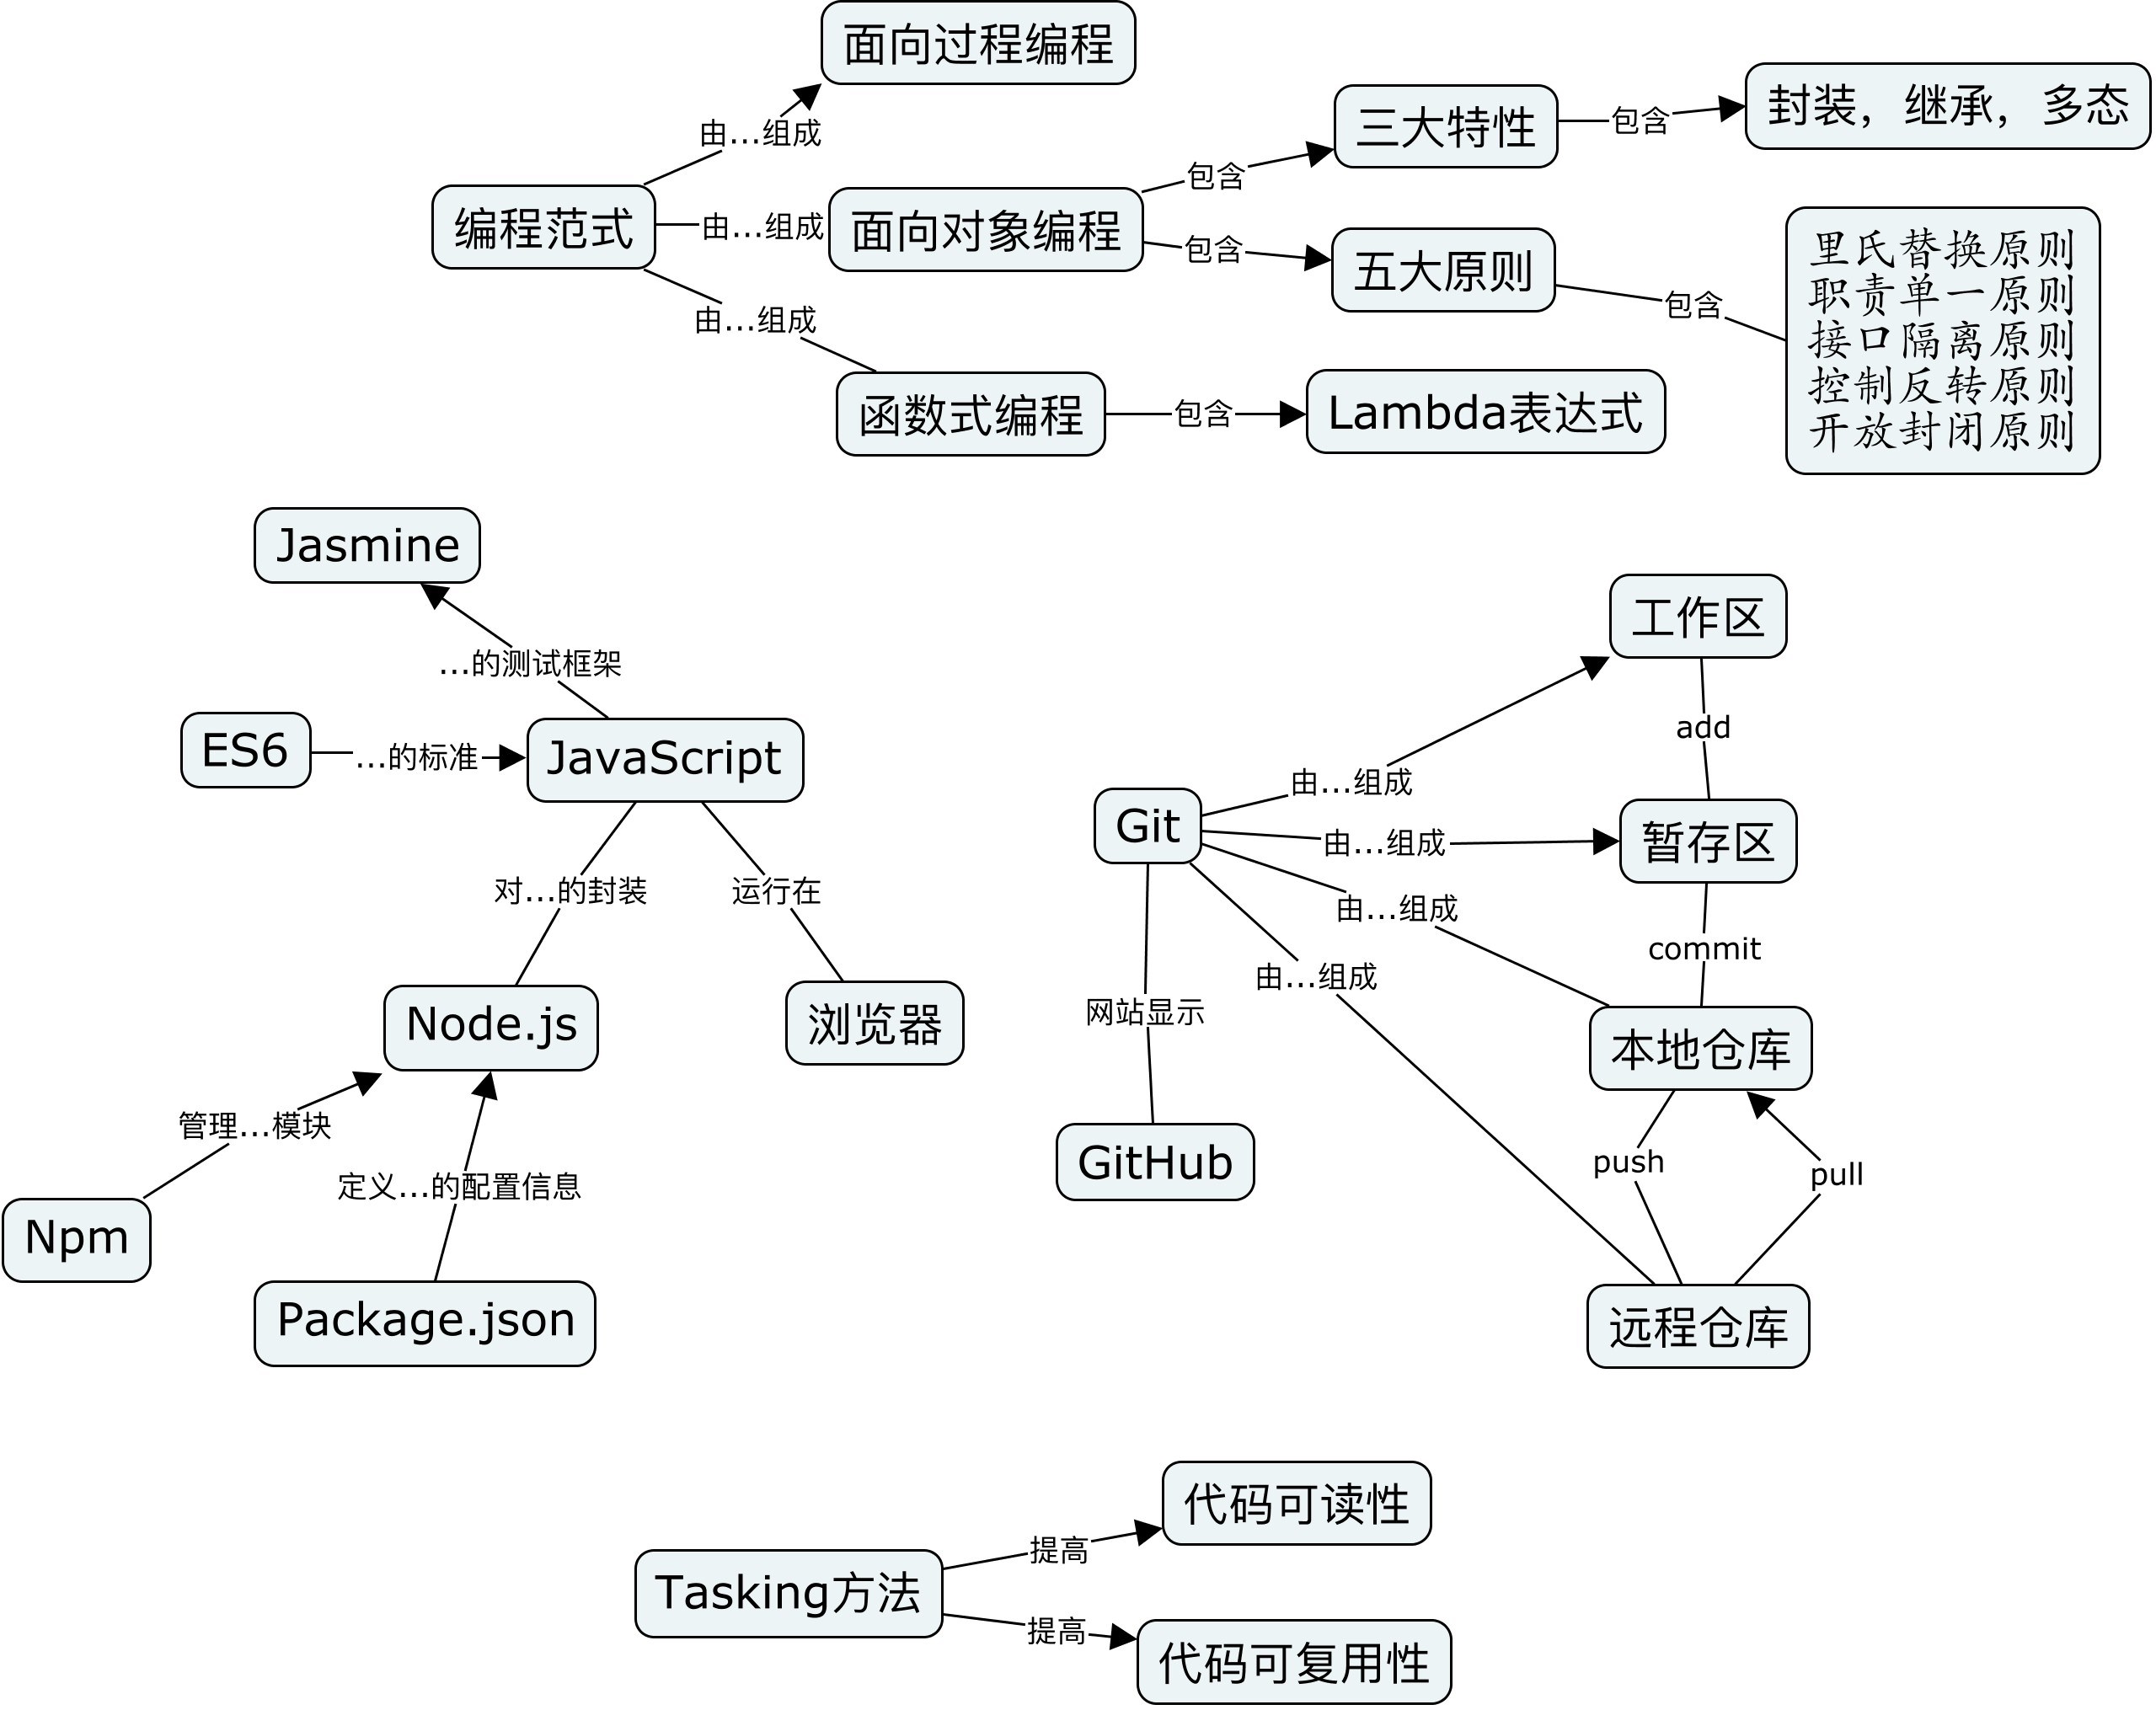 面向过程编程
由...组成
编程范式
由...组成
面向对象编程
包含
三大特性
包含
封装，继承，多态
包含
五大原则
包含
里氏替换原则
职责单一原则
接口隔离原则
控制反转原则
开放封闭原则
由...组成
函数式编程
包含
Lambda表达式
Jasmine
...的测试框架
ES6
...的标准
JavaScript
对...的封装
运行在
Node.js
浏览器
管理...模块
定义...的配置信息
Npm
Package.json
工作区
add
由...组成
Git
由...组成
暂存区
由...组成
commit
由...组成
网站显示
本地仓库
GitHub
push
pull
远程仓库
代码可读性
提高
Tasking方法
提高
代码可复用性